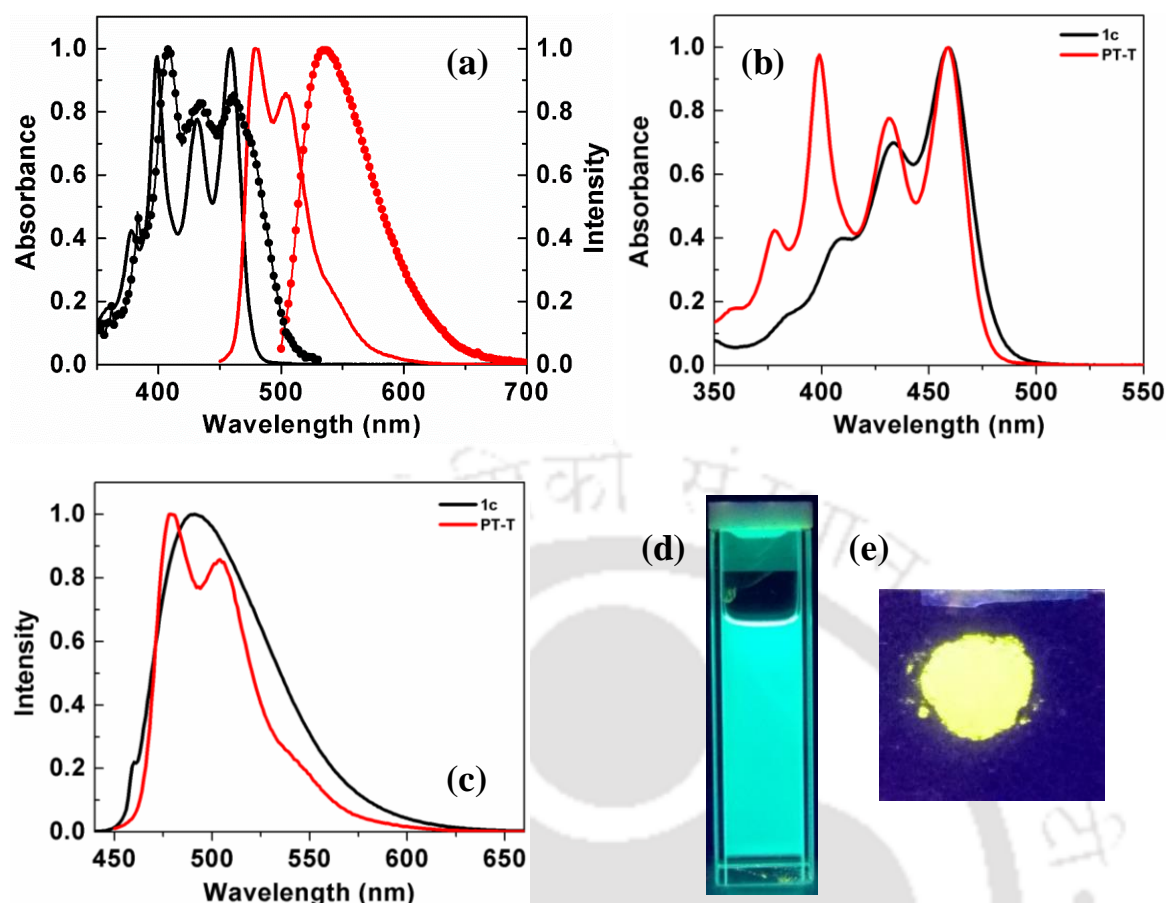 (a)
1.0 0.8 0.6 0.4 0.2 0.0
Absorbance
1.0 0.8 0.6 0.4 0.2 0.0
Intensity
400 500 600 700
Wavelength (nm)
(b)
1c
PT-T
1.0 0.8 0.6 0.4 0.2 0.0
Absorbance
350 400 450 500 550
Wavelength (nm)
(c)
1c
PT-T
1.0 0.8 0.6 0.4 0.2 0.0
Intensity
450 500 550 600 650
Wavelength (nm)
(d)
(e)